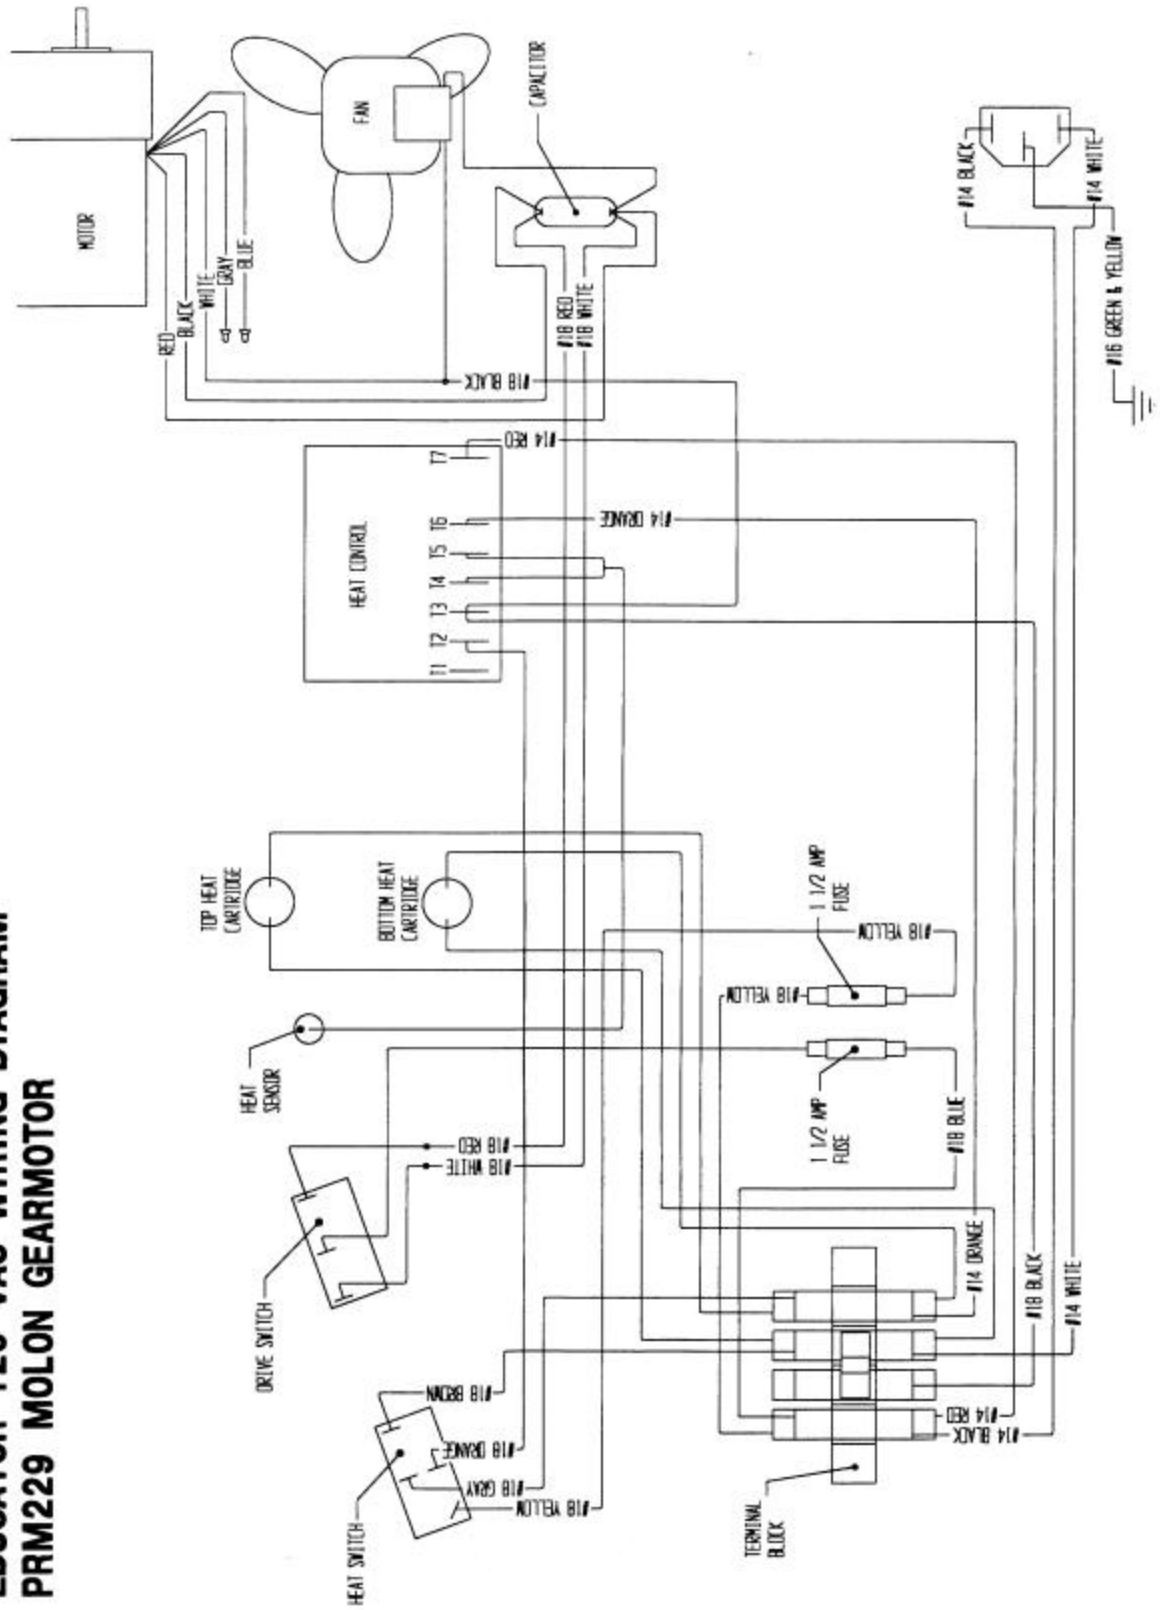 VAC WIRING DIAGRAM
PRM229 MOLON GEARMOTOR
MOTOR
RED
BLACK
WHITE
GRAY
BLUE
FAN
CAPACITOR
#18 RED
#18 WHITE
#18 BLACK
HEAT CONTROL
T1
T2
T3
T4
T5
T6
T7
#14 RED
#14 ORANGE
TOP HEAT
CARTRIDGE
BOTTOM HEAT
CARTRIDGE
HEAT
SENSOR
DRIVE SWITCH
#18 RED
#18 WHITE
HEAT SWITCH
#18 BROWN
#18 ORANGE
#18 GRAY
#18 YELLOW
1 1/2 AMP
FUSE
#18 YELLOW
#18 YELLOW
1 1/2 AMP
FUSE
#18 BLUE
TERMINAL
BLOCK
#14 ORANGE
#18 BLACK
#14 WHITE
#14 RED
#14 BLACK
#14 BLACK
#14 WHITE
#16 GREEN & YELLOW